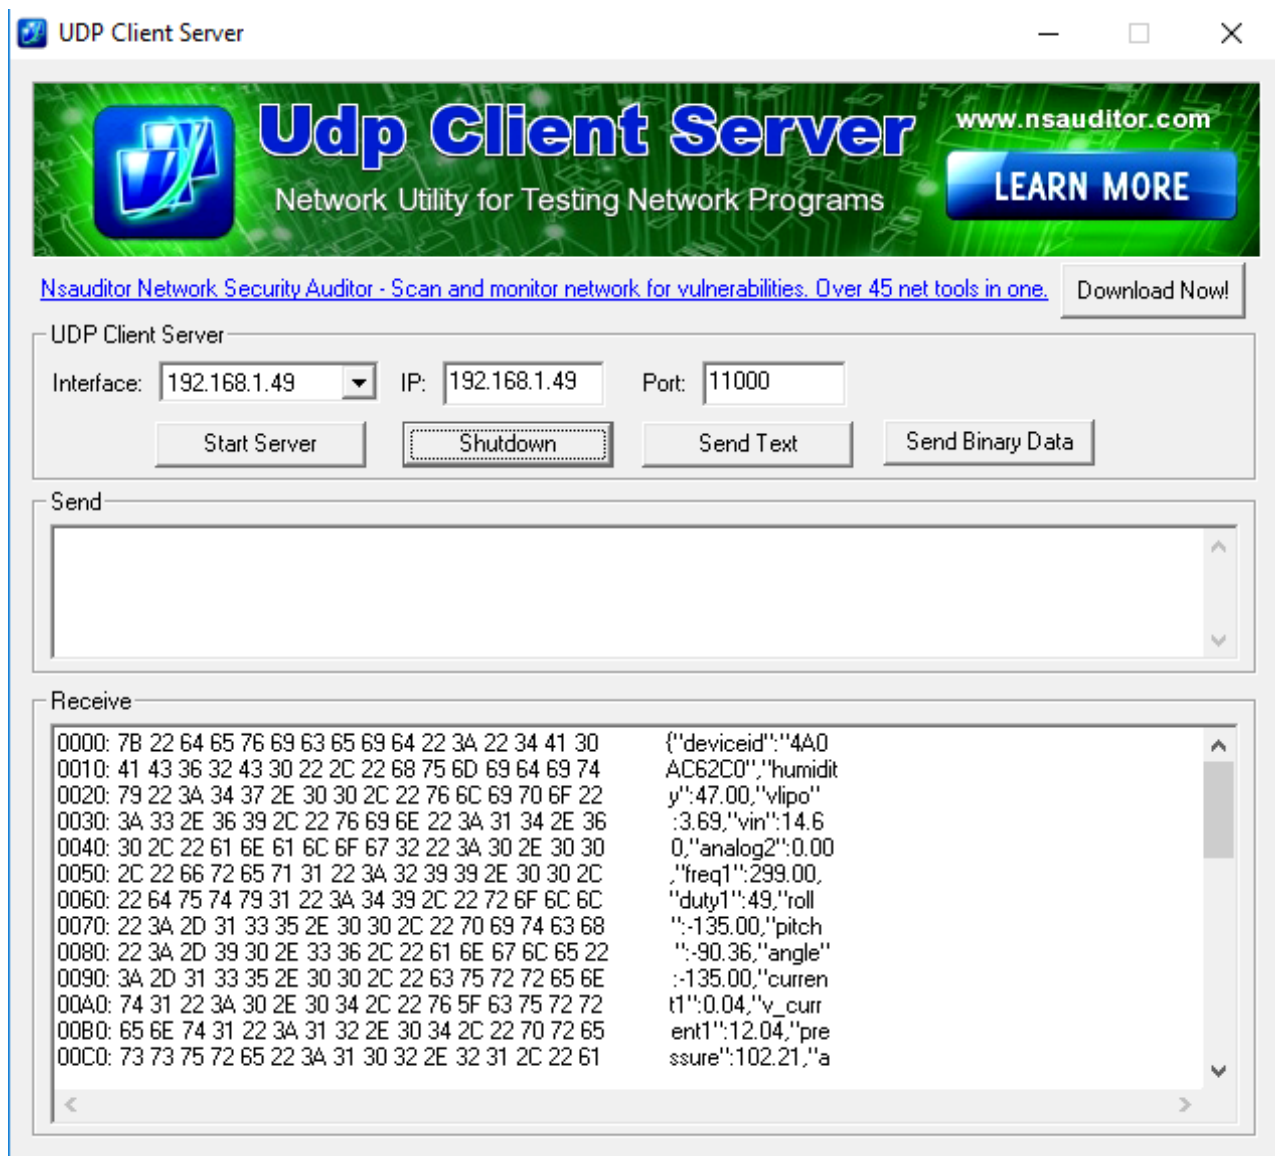 UDP Client Server
Udp Client Server
www.nsauditor.com
Network Utility for Testing Network Programs
LEARN MORE
Nsauditor Network Security Auditor - Scan and monitor network for vulnerabilities. Over 45 net tools in one.
Download Now!
UDP Client Server
Interface: 192.168.1.49 IP: 192.168.1.49 Port: 11000
Start Server Shutdown Send Text Send Binary Data
Send
Receive
0000: 7B 22 64 65 76 69 63 65 69 64 22 3A 22 34 41 30 {"deviceid":"4A0
0010: 41 43 36 32 43 30 22 2C 22 68 75 6D 69 64 69 74 AC62C0","humidit
0020: 79 22 3A 34 37 2E 30 30 2C 22 76 6C 69 70 6F 22 y":47.00,"vlipo"
0030: 3A 33 2E 36 39 2C 22 76 69 6E 22 3A 31 34 2E 36 :3.69,"vin":14.6
0040: 30 2C 22 61 6E 61 6C 6F 67 32 22 3A 30 2E 30 30 0,"analog2":0.00
0050: 2C 22 66 72 65 71 31 22 3A 32 39 39 2E 30 30 2C ,"freq1":299.00,
0060: 22 64 75 74 79 31 22 3A 34 39 2C 22 72 6F 6C 6C "duty1":49,"roll
0070: 22 3A 2D 31 33 35 2E 30 30 2C 22 70 69 74 63 68 ":-135.00,"pitch
0080: 22 3A 2D 39 30 2E 33 36 2C 22 61 6E 67 6C 65 22 ":-90.36,"angle"
0090: 3A 2D 31 33 35 2E 30 30 2C 22 63 75 72 72 65 6E :-135.00,"curren
00A0: 74 31 22 3A 30 2E 30 34 2C 22 76 5F 63 75 72 72 t1":0.04,"v_curr
00B0: 65 6E 74 31 22 3A 31 32 2E 30 34 2C 22 70 72 65 ent1":12.04,"pre
00C0: 73 73 75 72 65 22 3A 31 30 32 2E 32 31 2C 22 61 ssure":102.21,"a